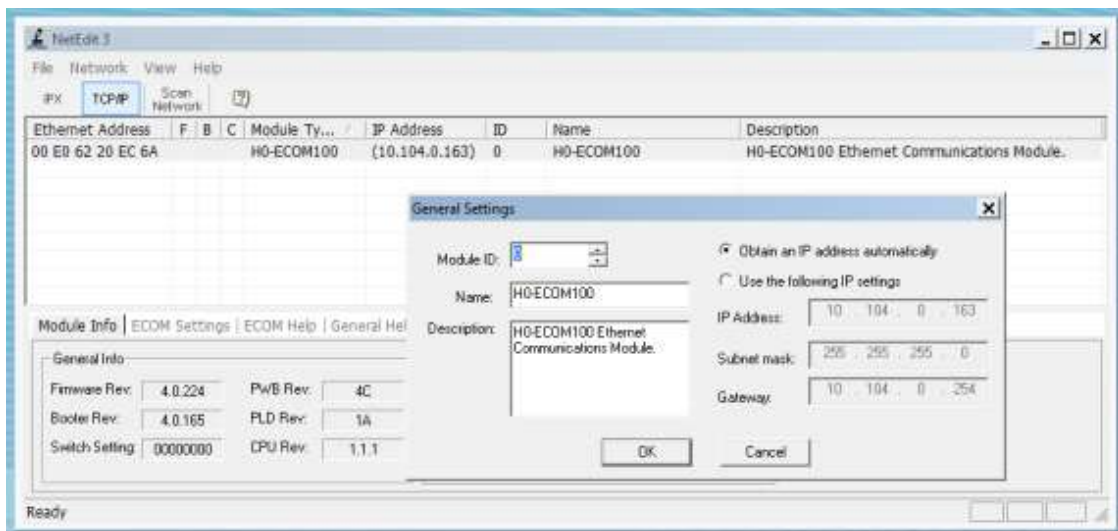 NetEdit 3
File Network View Help
IPX TCP/IP Scan Network
Ethernet Address F B C Module Ty... IP Address ID Name Description
00 E0 62 20 EC 6A H0-ECOM100 (10.104.0.163) 0 H0-ECOM100 H0-ECOM100 Ethernet Communications Module.
General Settings
Module ID: 0
Name: H0-ECOM100
Description: H0-ECOM100 Ethernet
Communications Module.
Obtain an IP address automatically
Use the following IP settings
IP Address: 10 . 104 . 0 . 163
Subnet mask: 255 . 255 . 255 . 0
Gateway: 10 . 104 . 0 . 254
OK Cancel
Module Info ECOM Settings ECOM Help General Hel
General Info
Firmware Rev: 4.0.224 PWB Rev: 4C
Booter Rev: 4.0.165 PLD Rev: 1A
Switch Setting 00000000 CPU Rev: 1.1.1
Ready